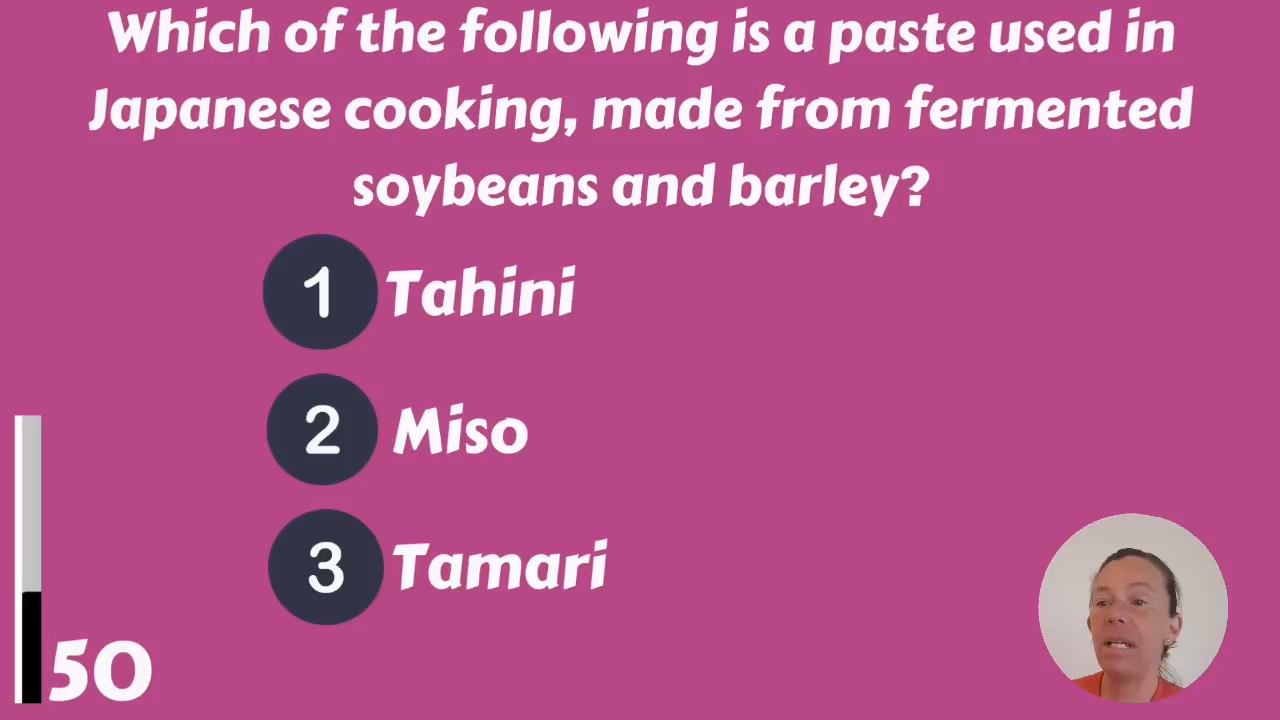 Which of the following is a paste used in
Japanese cooking, made from fermented
soybeans and barley?
1 Tahini
2 Miso
3 Tamari
50